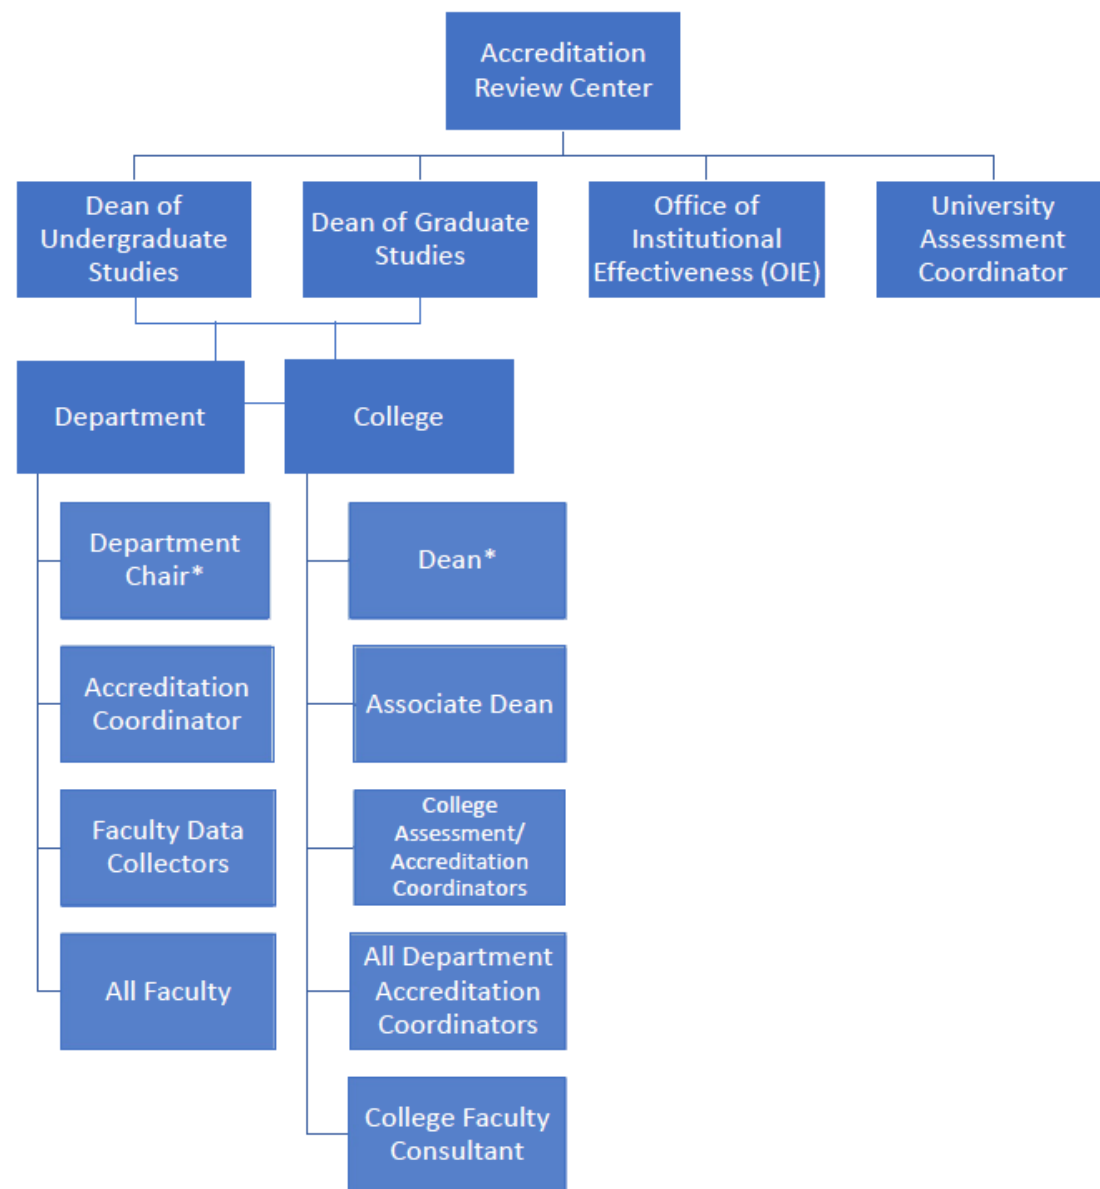 Accreditation
Review Center
Dean of
Undergraduate
Studies
Dean of Graduate
Studies
Office of
Institutional
Effectiveness (OIE)
University
Assessment
Coordinator
Department
College
Department
Chair*
Accreditation
Coordinator
Faculty Data
Collectors
All Faculty
Dean*
Associate Dean
College
Assessment/
Accreditation
Coordinators
All Department
Accreditation
Coordinators
College Faculty
Consultant